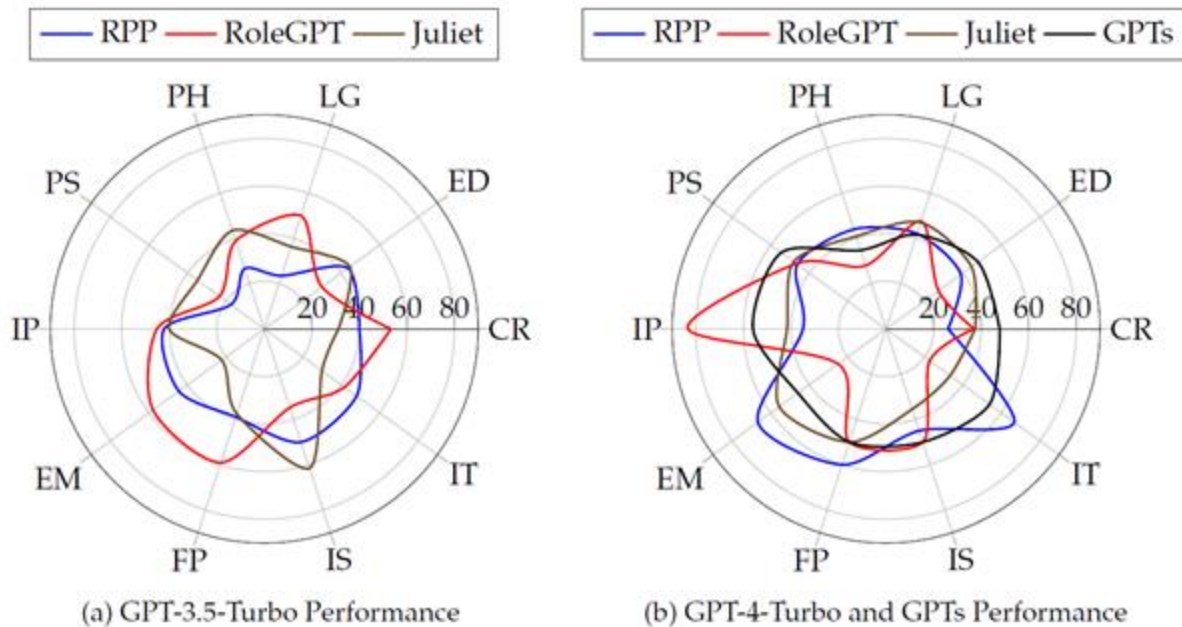 RPP RoleGPT Juliet
PH LG
PS ED
IP 20 40 60 80 CR
EM IT
FP IS
(a) GPT-3.5-Turbo Performance
RPP RoleGPT Juliet GPTs
PH LG
PS ED
IP 20 40 60 80 CR
EM IT
FP IS
(b) GPT-4-Turbo and GPTs Performance